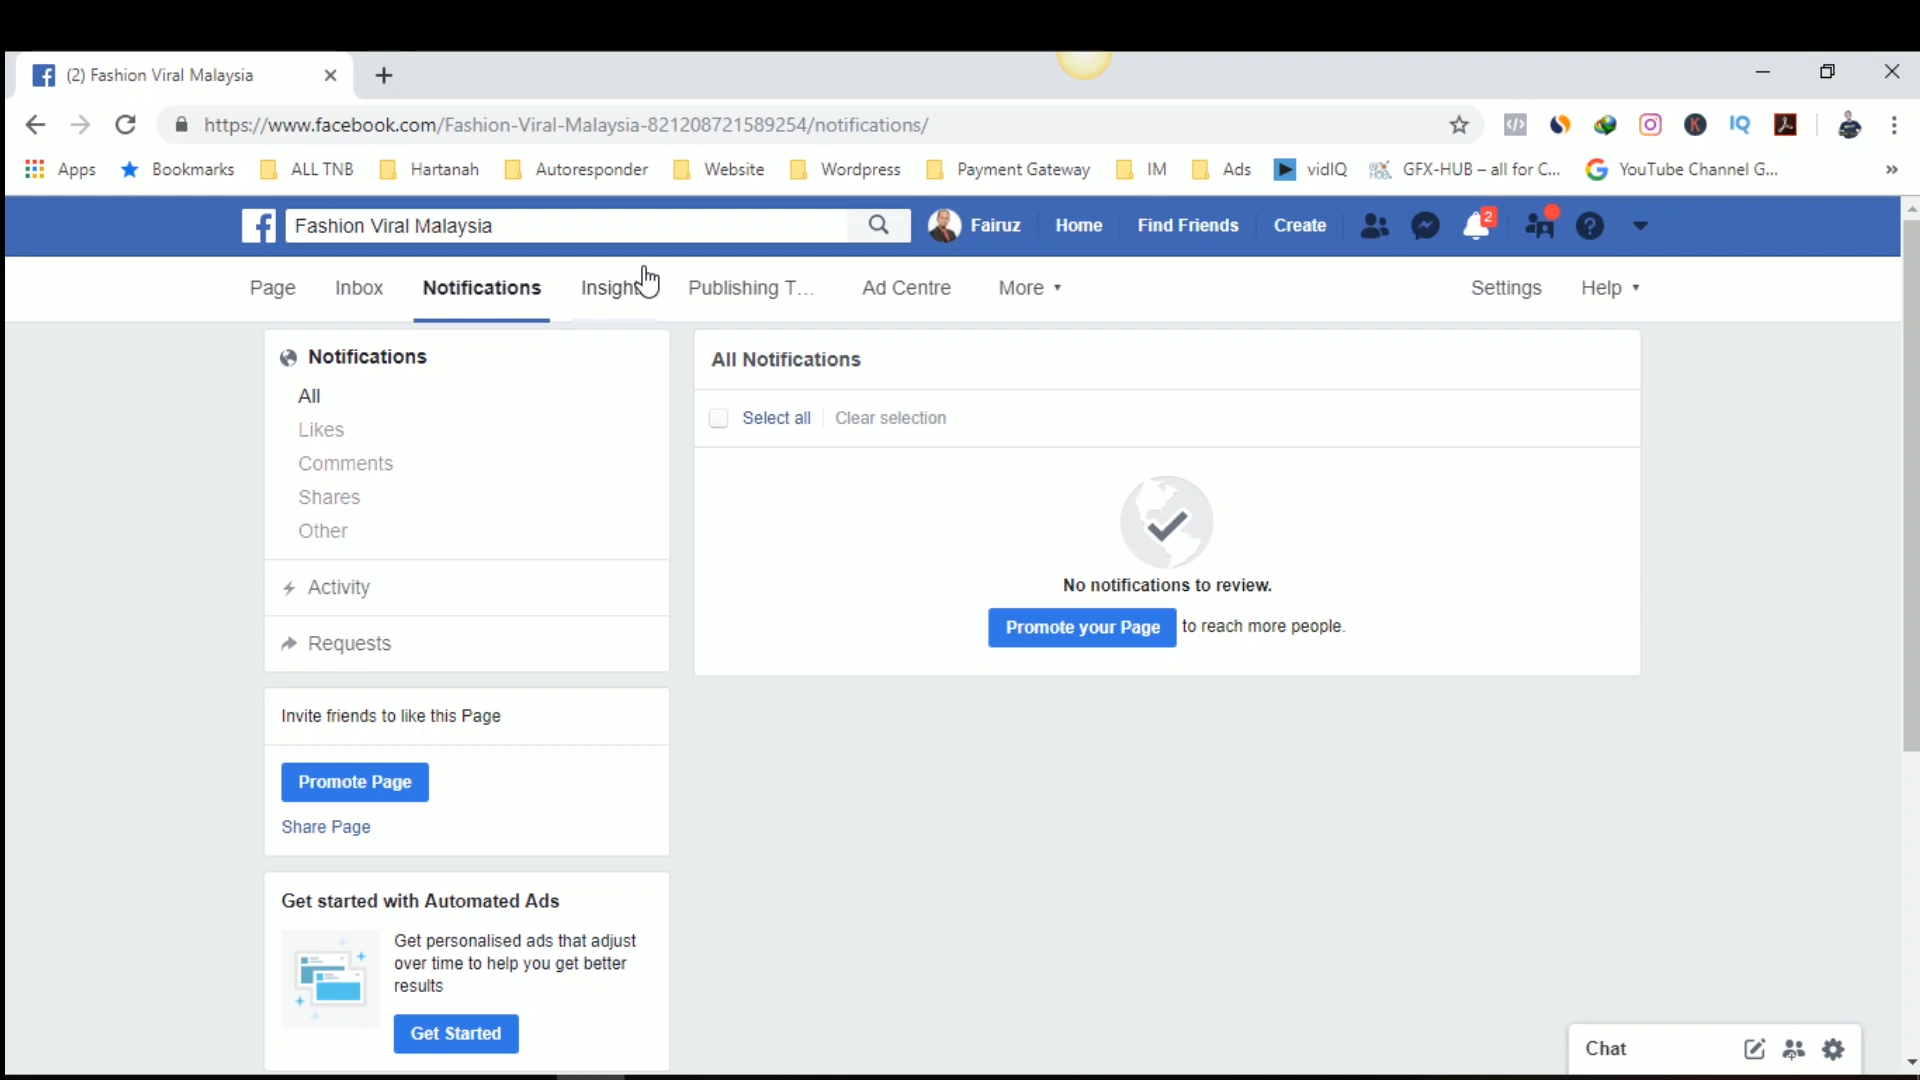 (2) Fashion Viral Malaysia
https://www.facebook.com/Fashion-Viral-Malaysia-821208721589254/notifications/
Apps Bookmarks ALL TNB Hartanah Autoresponder Website Wordpress Payment Gateway IM Ads vidIQ GFX-HUB – all for C... YouTube Channel G... »
Fashion Viral Malaysia Fairuz Home Find Friends Create 2
Page Inbox Notifications Insights Publishing T... Ad Centre More Settings Help
Notifications
All
Likes
Comments
Shares
Other
Activity
Requests
All Notifications
Select all Clear selection
No notifications to review.
Promote your Page to reach more people.
Invite friends to like this Page
Promote Page
Share Page
Get started with Automated Ads
Get personalised ads that adjust
over time to help you get better
results
Get Started
Chat